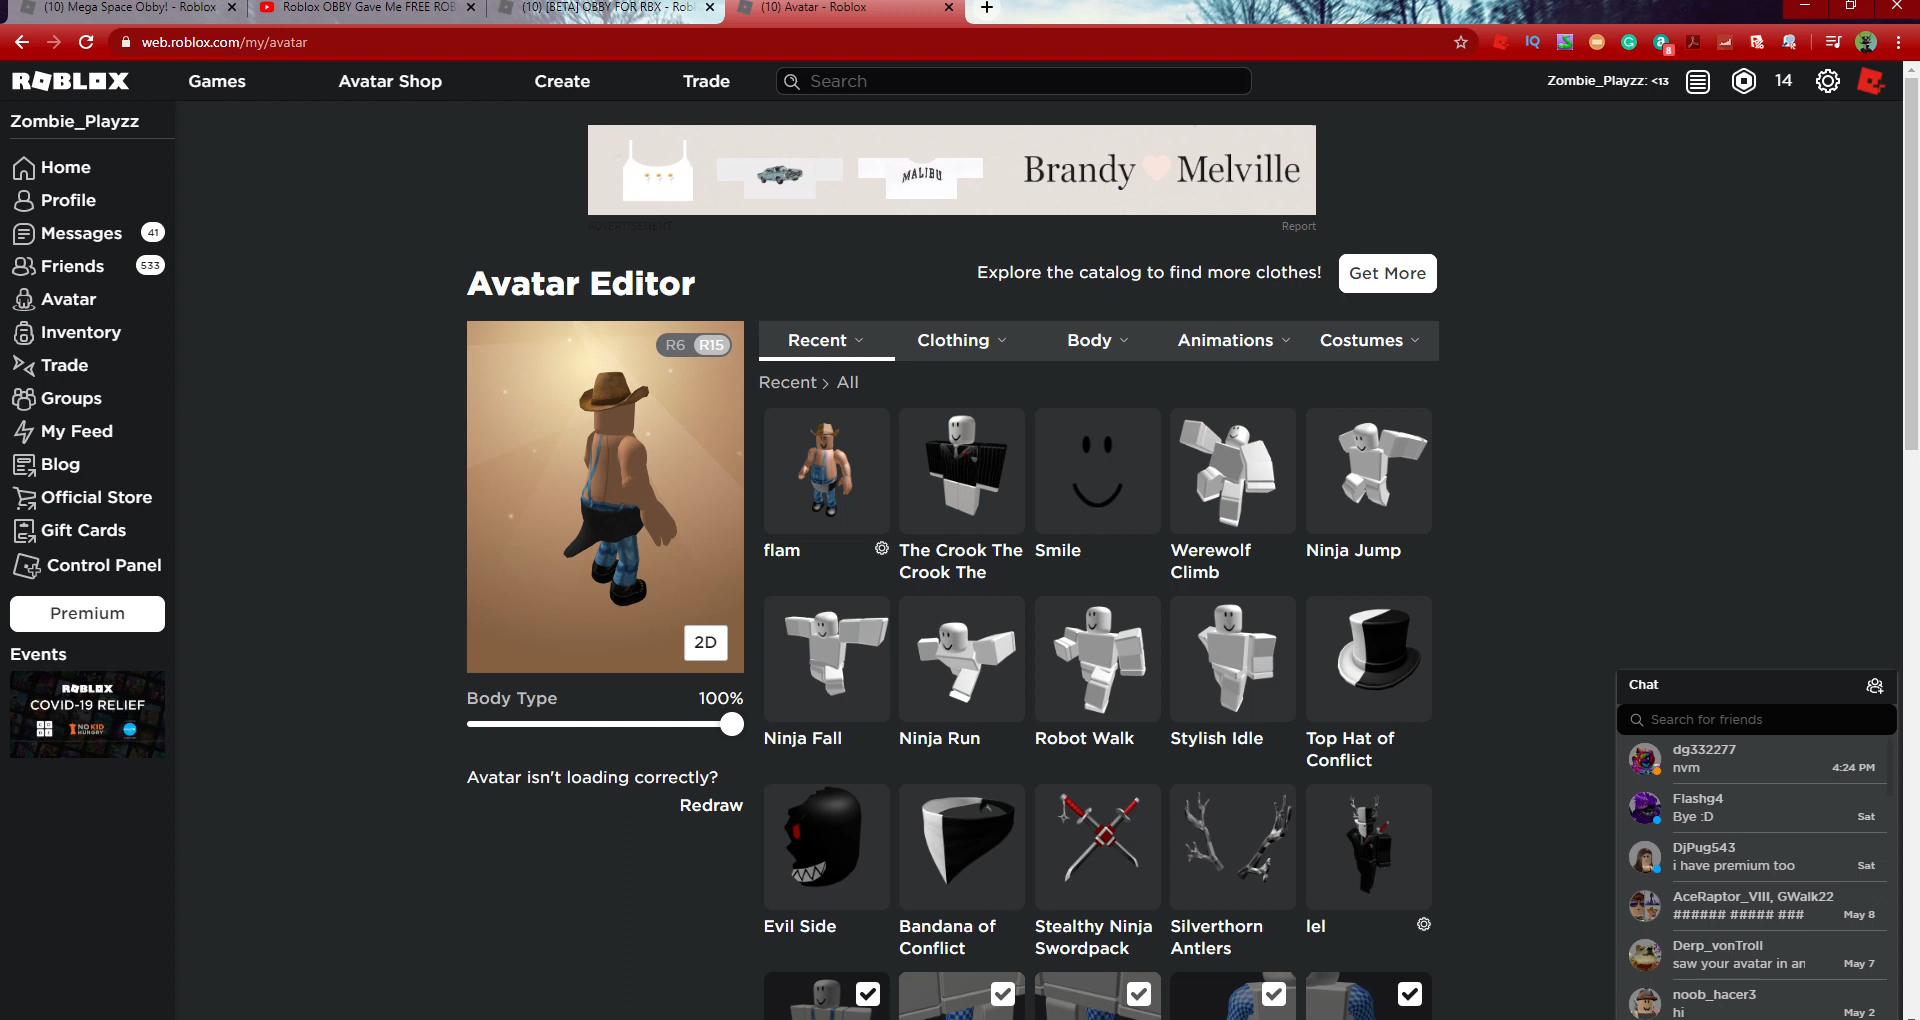 (10) Mega Space Obby! - Roblox
Roblox OBBY Gave Me FREE ROB
(10) [BETA] OBBY FOR RBX - Rob
(10) Avatar - Roblox
web.roblox.com/my/avatar
IQ
8
ROBLOX
Games
Avatar Shop
Create
Trade
Search
Zombie_Playzz: <13
14
Zombie_Playzz
Home
Profile
Messages 41
Friends 533
Avatar
Inventory
Trade
Groups
My Feed
Blog
Official Store
Gift Cards
Control Panel
Premium
Events
ROBLOX
COVID-19 RELIEF
NO KID
HUNGRY
MALIBU
Brandy Melville
ADVERTISEMENT
Report
Avatar Editor
Explore the catalog to find more clothes!
Get More
R6 R15
2D
Body Type 100%
Avatar isn't loading correctly?
Redraw
Recent
Clothing
Body
Animations
Costumes
Recent > All
flam
The Crook The
Crook The
Smile
Werewolf
Climb
Ninja Jump
Ninja Fall
Ninja Run
Robot Walk
Stylish Idle
Top Hat of
Conflict
Evil Side
Bandana of
Conflict
Stealthy Ninja
Swordpack
Silverthorn
Antlers
lel
Chat
Search for friends
dg332277
nvm 4:24 PM
Flashg4
Bye :D Sat
DjPug543
i have premium too Sat
AceRaptor_VIII, GWalk22
###### ##### ### May 8
Derp_vonTroll
saw your avatar in an May 7
noob_hacer3
hi May 2